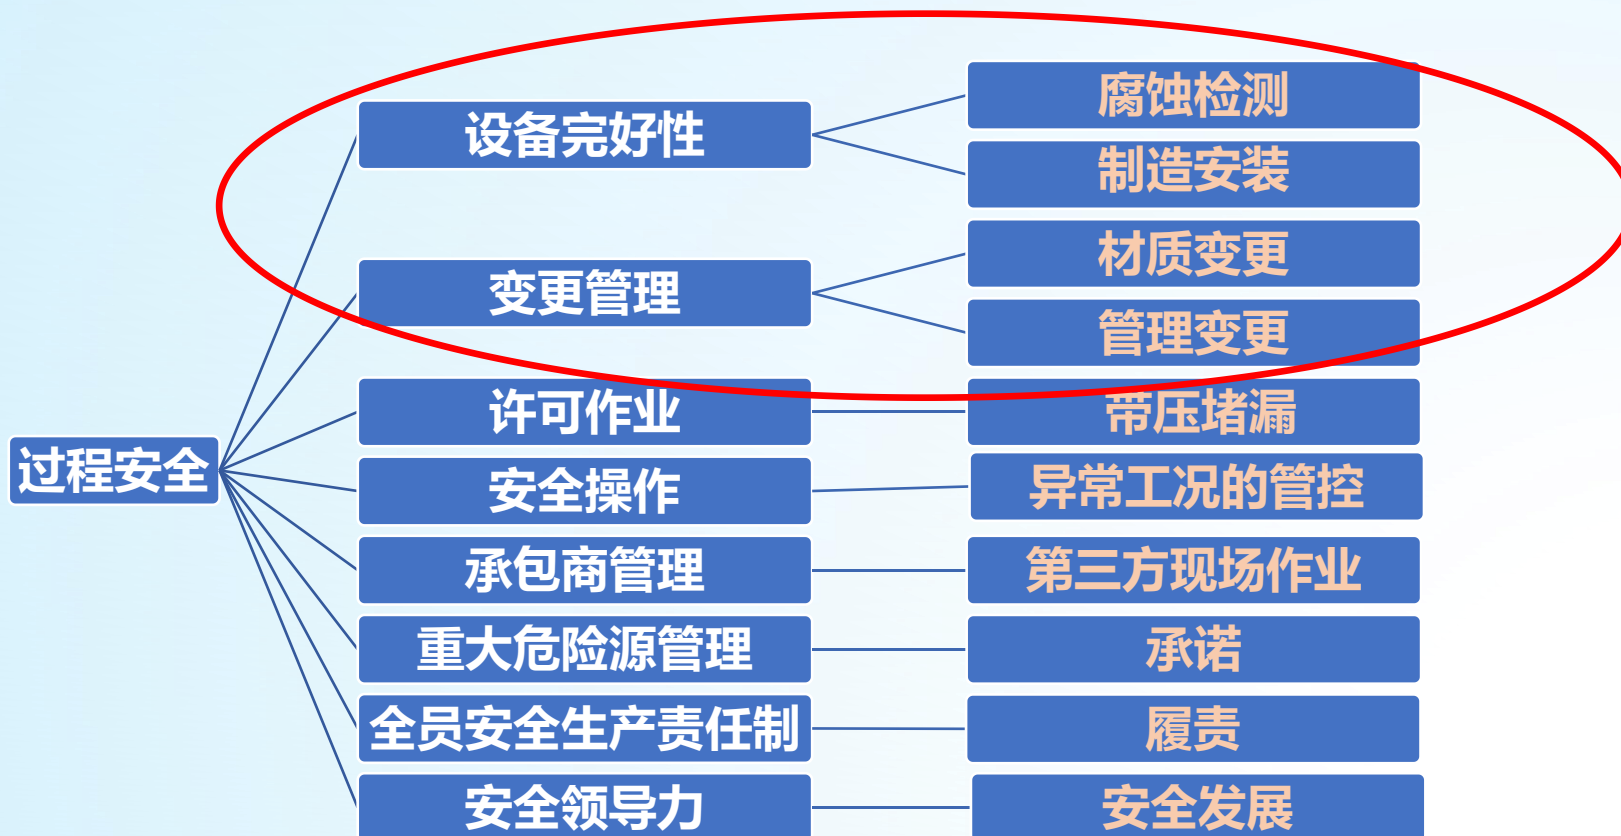 过程安全
设备完好性
腐蚀检测
制造安装
变更管理
材质变更
管理变更
许可作业
带压堵漏
安全操作
异常工况的管控
承包商管理
第三方现场作业
重大危险源管理
承诺
全员安全生产责任制
履责
安全领导力
安全发展